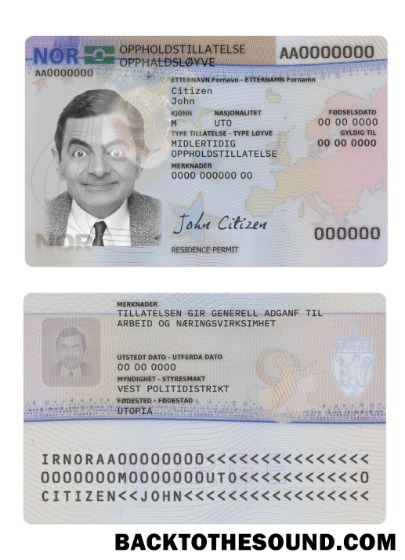 NOR OPPHOLDSTILLATELSE AA0000000
OPPHALDSLØYVE
AA0000000
ETTERNAVN Fornavn - ETTERNAMN Fornamn
Citizen
John
KJØNN NASJONALITET FØDSELSDATO
M UTO 00 00 0000
TYPE TILLATELSE - TYPE LØYVE GYLDIG TIL
MIDLERTIDIG 00 00 0000
OPPHOLDSTILLATELSE
MERKNADER
0000 000000 00
John Citizen
NOR 000000
RESIDENCE PERMIT
MERKNADER
TILLATELSEN GIR GENERELL ADGANF TIL
ARBEID OG NÆRINGSVIRKSIMHET
UTSTEDT DATO - UTFERDA DATO
00 00 0000
MYNDIGHET - STYRESMAKT
VEST POLITIDISTRIKT
FØDESTED - FØDESTAD
UTOPIA
IRNORAA00000000<<<<<<<<<<<<<<<
0000000M0000000UTO<<<<<<<<<<<0
CITIZEN<<JOHN<<<<<<<<<<<<<<<<<
BACKTOTHESOUND.COM